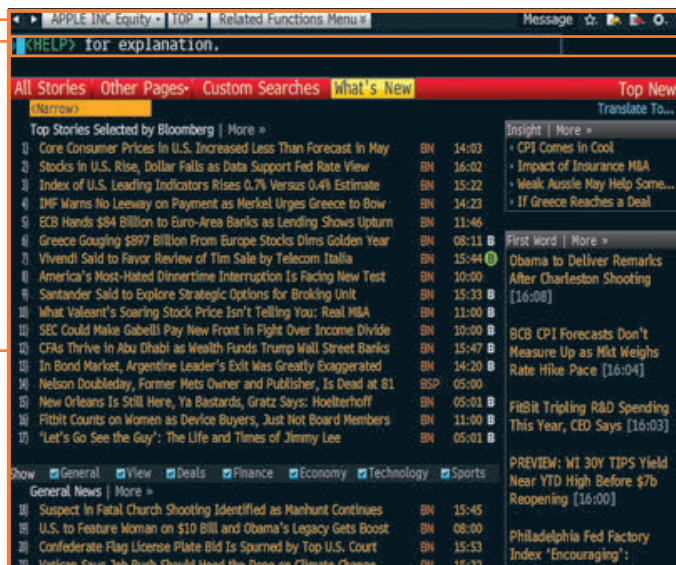 APPLE INC Equity TOP Related Functions Menu Message
<HELP> for explanation.
All Stories Other Pages Custom Searches What's New Top New
<Narrow> Translate To...
Top Stories Selected by Bloomberg | More »
1) Core Consumer Prices in U.S. Increased Less Than Forecast in May BN 14:03
2) Stocks in U.S. Rise, Dollar Falls as Data Support Fed Rate View BN 16:02
3) Index of U.S. Leading Indicators Rises 0.7% Versus 0.4% Estimate BN 15:22
4) IMF Warns No Leeway on Payment as Merkel Urges Greece to Bow BN 14:23
5) ECB Hands $84 Billion to Euro-Area Banks as Lending Shows Upturn BN 11:46
6) Greece Gouging $897 Billion From Europe Stocks Dims Golden Year BN 08:11 B
7) Vivendi Said to Favor Review of Tim Sale by Telecom Italia BN 15:44 B
8) America's Most-Hated Dinnertime Interruption Is Facing New Test BN 10:00
9) Santander Said to Explore Strategic Options for Broking Unit BN 15:33 B
10) What Valeant's Soaring Stock Price Isn't Telling You: Real M&A BN 11:00 B
11) SEC Could Make Gabelli Pay New Front in Fight Over Income Divide BN 10:00 B
12) CFAs Thrive in Abu Dhabi as Wealth Funds Trump Wall Street Banks BN 15:47 B
13) In Bond Market, Argentine Leader's Exit Was Greatly Exaggerated BN 14:20 B
14) Nelson Doubleday, Former Mets Owner and Publisher, Is Dead at 81 BSP 05:00
15) New Orleans Is Still Here, Ya Bastards, Gratz Says: Hoelterhoff BN 05:01 B
16) Fitbit Counts on Women as Device Buyers, Just Not Board Members BN 11:00 B
17) 'Let's Go See the Guy': The Life and Times of Jimmy Lee BN 05:01 B
Show General View Deals Finance Economy Technology Sports
General News | More »
18) Suspect in Fatal Church Shooting Identified as Manhunt Continues BN 15:45
19) U.S. to Feature Woman on $10 Bill and Obama's Legacy Gets Boost BN 08:00
20) Confederate Flag License Plate Bid Is Spurned by Top U.S. Court BN 15:53
Vatican Says Jeb Bush Should Heed the Pope on Climate Change BN 15:22
Insight | More »
CPI Comes in Cool
Impact of Insurance M&A
Weak Aussie May Help Some...
If Greece Reaches a Deal
First Word | More »
Obama to Deliver Remarks
After Charleston Shooting
[16:08]
BCB CPI Forecasts Don't
Measure Up as Mkt Weighs
Rate Hike Pace [16:04]
FitBit Tripling R&D Spending
This Year, CEO Says [16:03]
PREVIEW: WI 30Y TIPS Yield
Near YTD High Before $7b
Reopening [16:00]
Philadelphia Fed Factory
Index 'Encouraging':